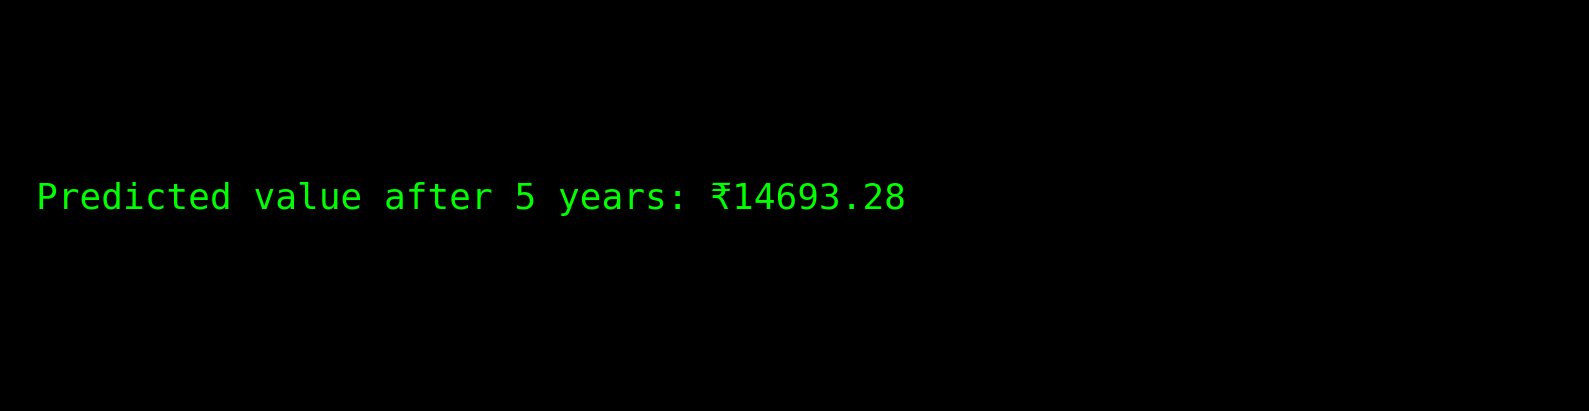 Predicted value after 5 years: ₹14693.28